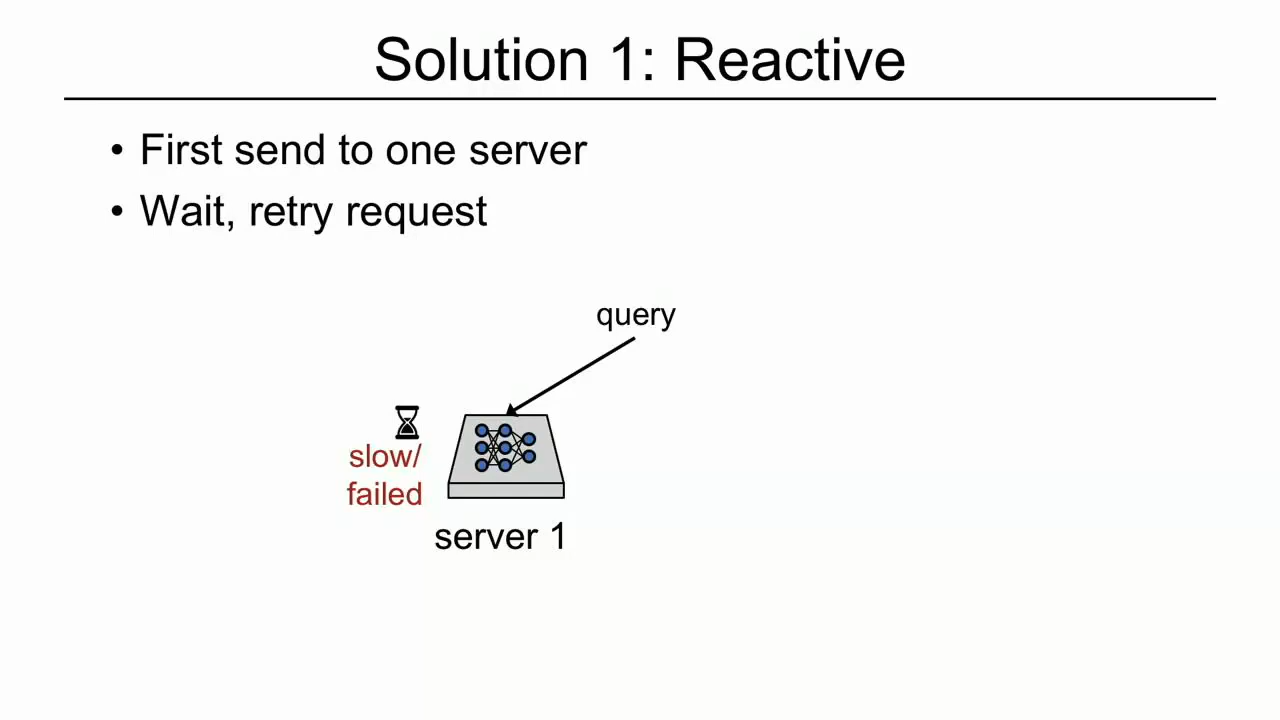 Solution 1: Reactive
• First send to one server
• Wait, retry request
query
slow/
failed
server 1